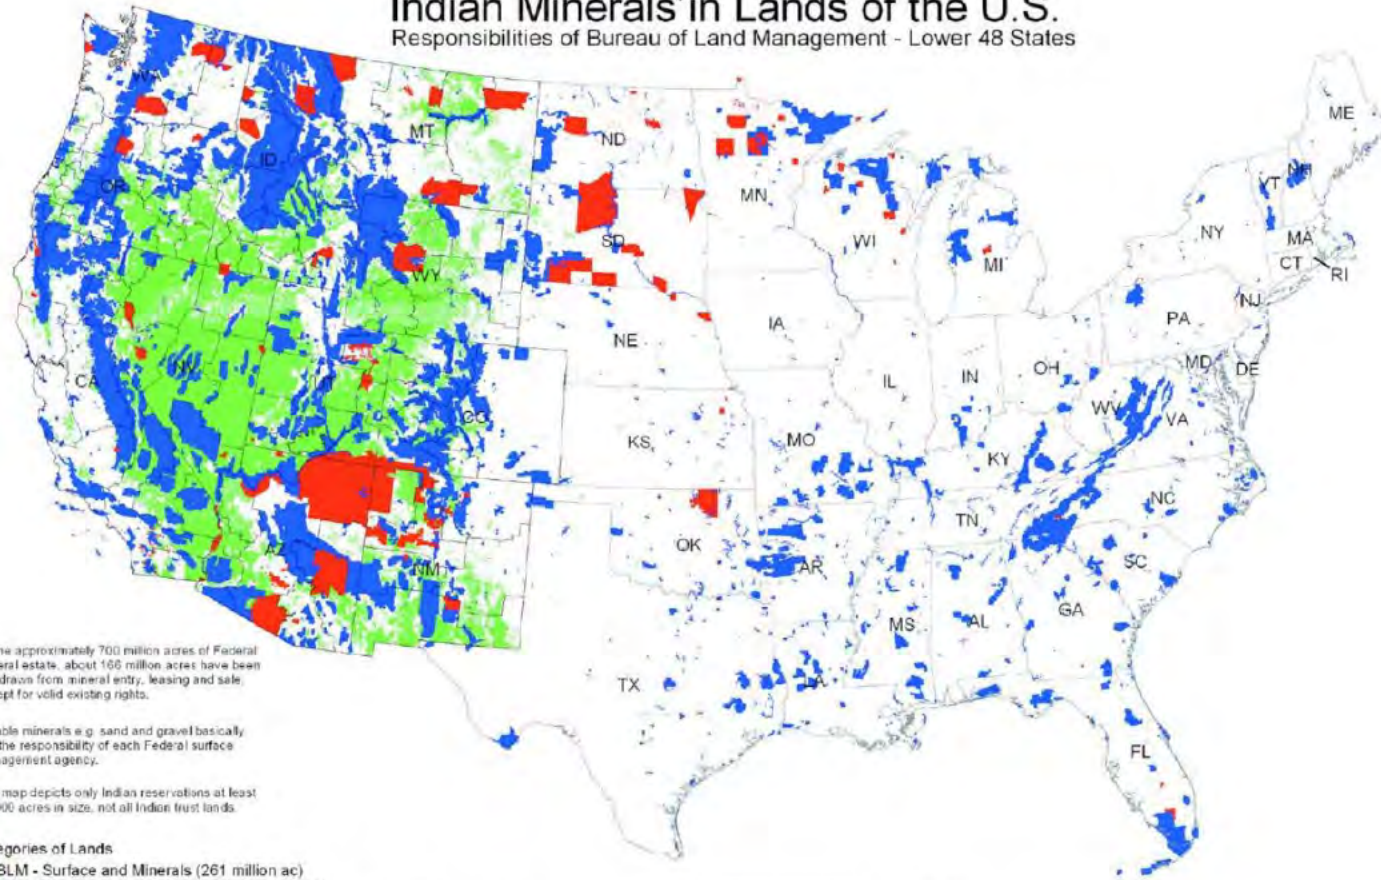 Indian Minerals in Lands of the U.S.
Responsibilities of Bureau of Land Management - Lower 48 States
WA
MT
ND
MN
ME
ID
OR
VT
NH
SD
WI
NY
MA
MI
CT
RI
WY
NE
IA
PA
NJ
NV
UT
CA
IL
IN
OH
MD
DE
CO
WV
VA
KS
MO
KY
NC
TN
OK
AZ
NM
AR
SC
MS
AL
GA
TX
LA
FL
approximately 700 million acres of Federal
estate, about 166 million acres have been
from mineral entry, leasing and sale,
for valid existing rights.
minerals e.g. sand and gravel basically
the responsibility of each Federal surface
agency.
map depicts only Indian reservations at least
acres in size, not all Indian trust lands.
of Lands
BLM - Surface and Minerals (261 million ac)